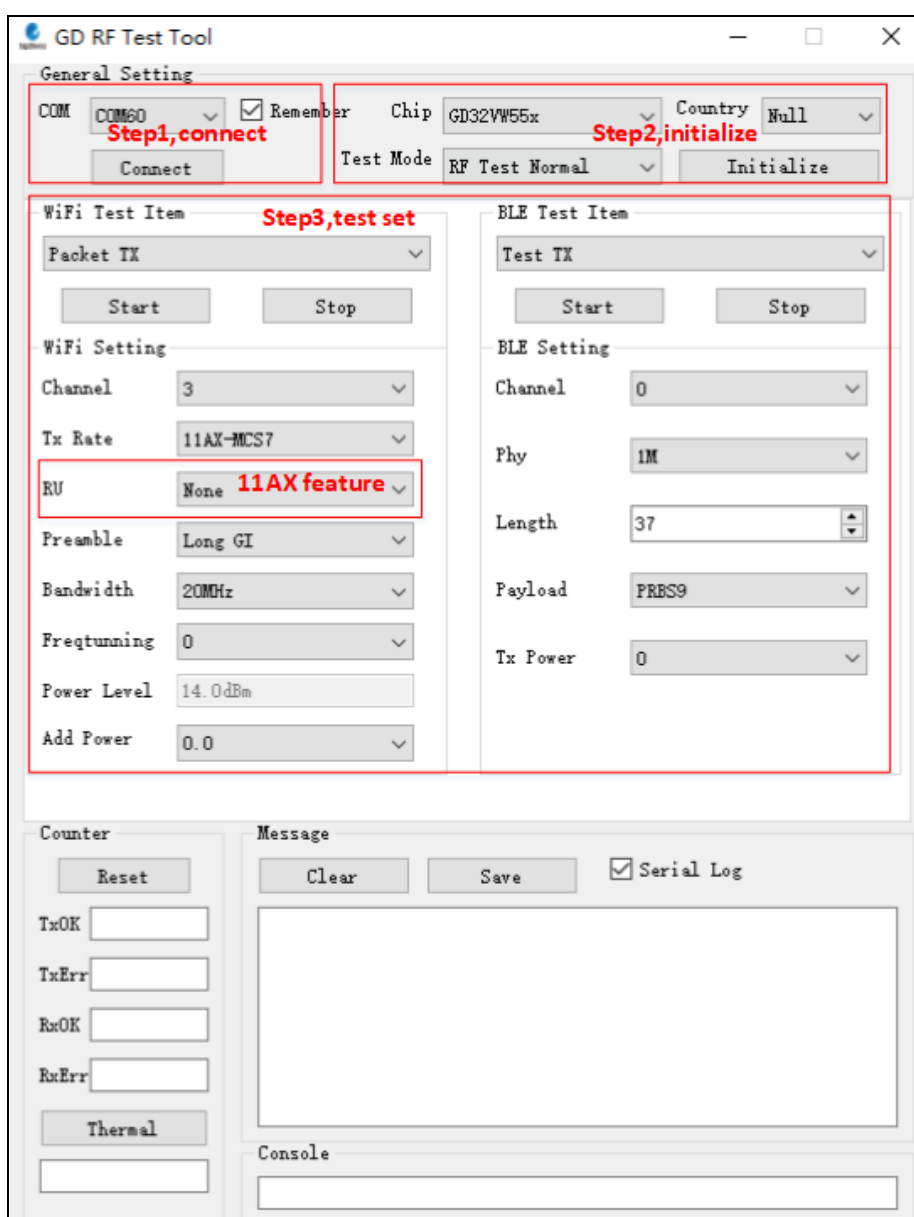 GD RF Test Tool
General Setting
COM COM60 Remember Chip GD32VW55x Country Null
Step1,connect Step2,initialize
Connect Test Mode RF Test Normal Initialize
WiFi Test Item Step3,test set BLE Test Item
Packet TX Test TX
Start Stop Start Stop
WiFi Setting BLE Setting
Channel 3 Channel 0
Tx Rate 11AX-MCS7
Phy 1M
RU None 11AX feature
Length 37
Preamble Long GI
Bandwidth 20MHz Payload PRBS9
Freqtunning 0
Tx Power 0
Power Level 14.0dBm
Add Power 0.0
Counter Message
Reset Clear Save Serial Log
TxOK
TxErr
RxOK
RxErr
Thermal
Console